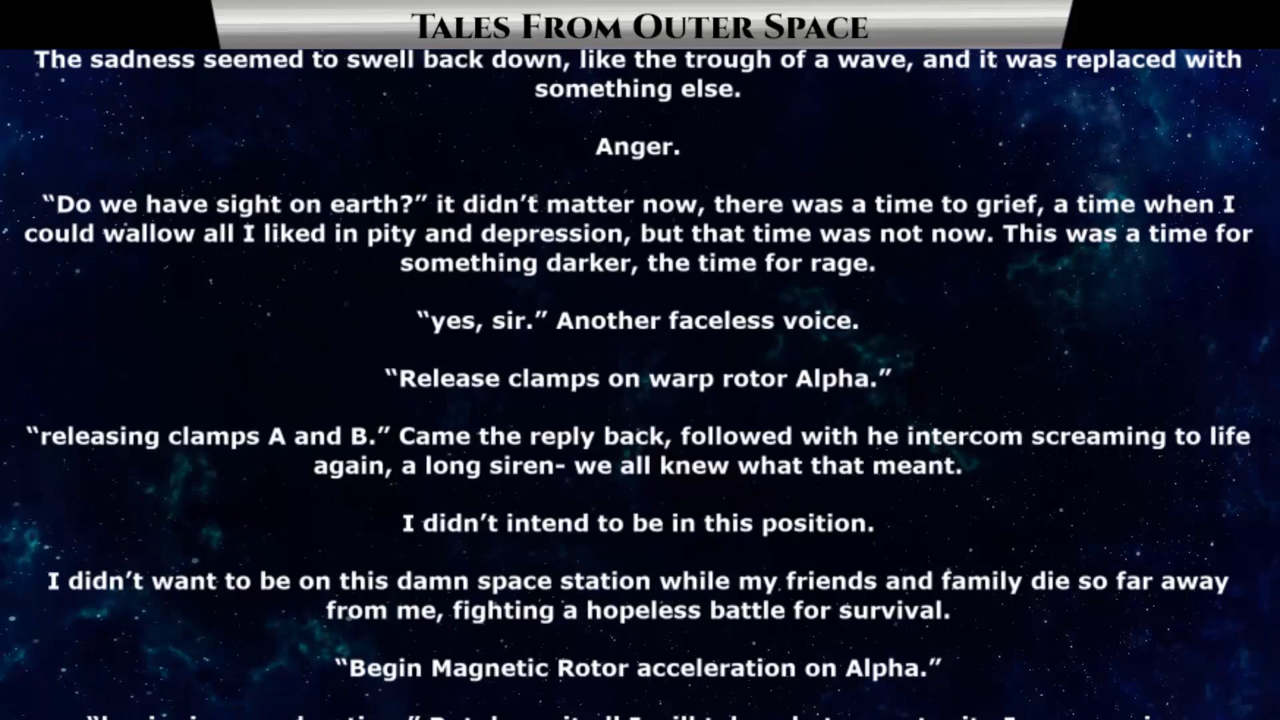 Tales From Outer Space
The sadness seemed to swell back down, like the trough of a wave, and it was replaced with
something else.
Anger.
“Do we have sight on earth?” it didn’t matter now, there was a time to grief, a time when I
could wallow all I liked in pity and depression, but that time was not now. This was a time for
something darker, the time for rage.
“yes, sir.” Another faceless voice.
“Release clamps on warp rotor Alpha.”
“releasing clamps A and B.” Came the reply back, followed with he intercom screaming to life
again, a long siren- we all knew what that meant.
I didn’t intend to be in this position.
I didn’t want to be on this damn space station while my friends and family die so far away
from me, fighting a hopeless battle for survival.
“Begin Magnetic Rotor acceleration on Alpha.”